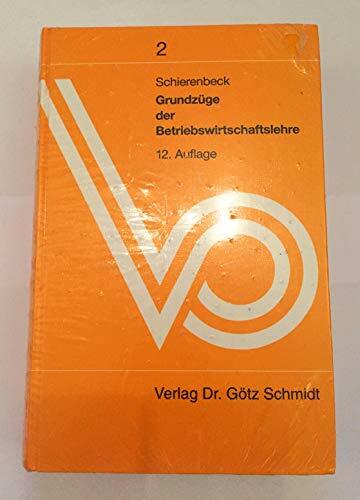 2
Schierenbeck
Grundzüge
der
Betriebswirtschaftslehre
12. Auflage
Verlag Dr. Götz Schmidt